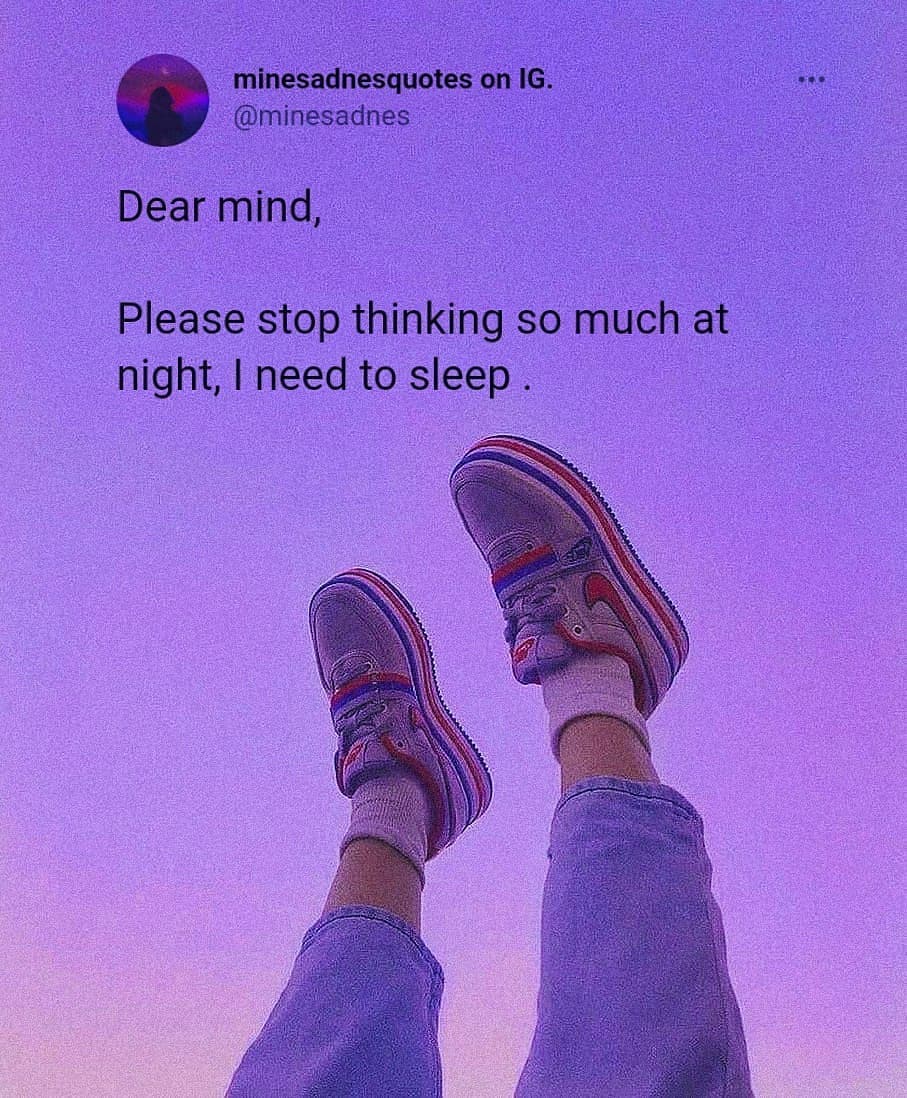 minesadnesquotes on IG.
@minesadnes
Dear mind,
Please stop thinking so much at
night, I need to sleep .